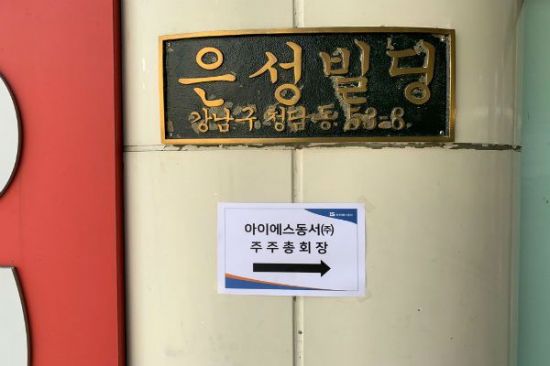 은성빌딩
강남구 청담동 53-8.
아이에스동서㈜
주주총회장